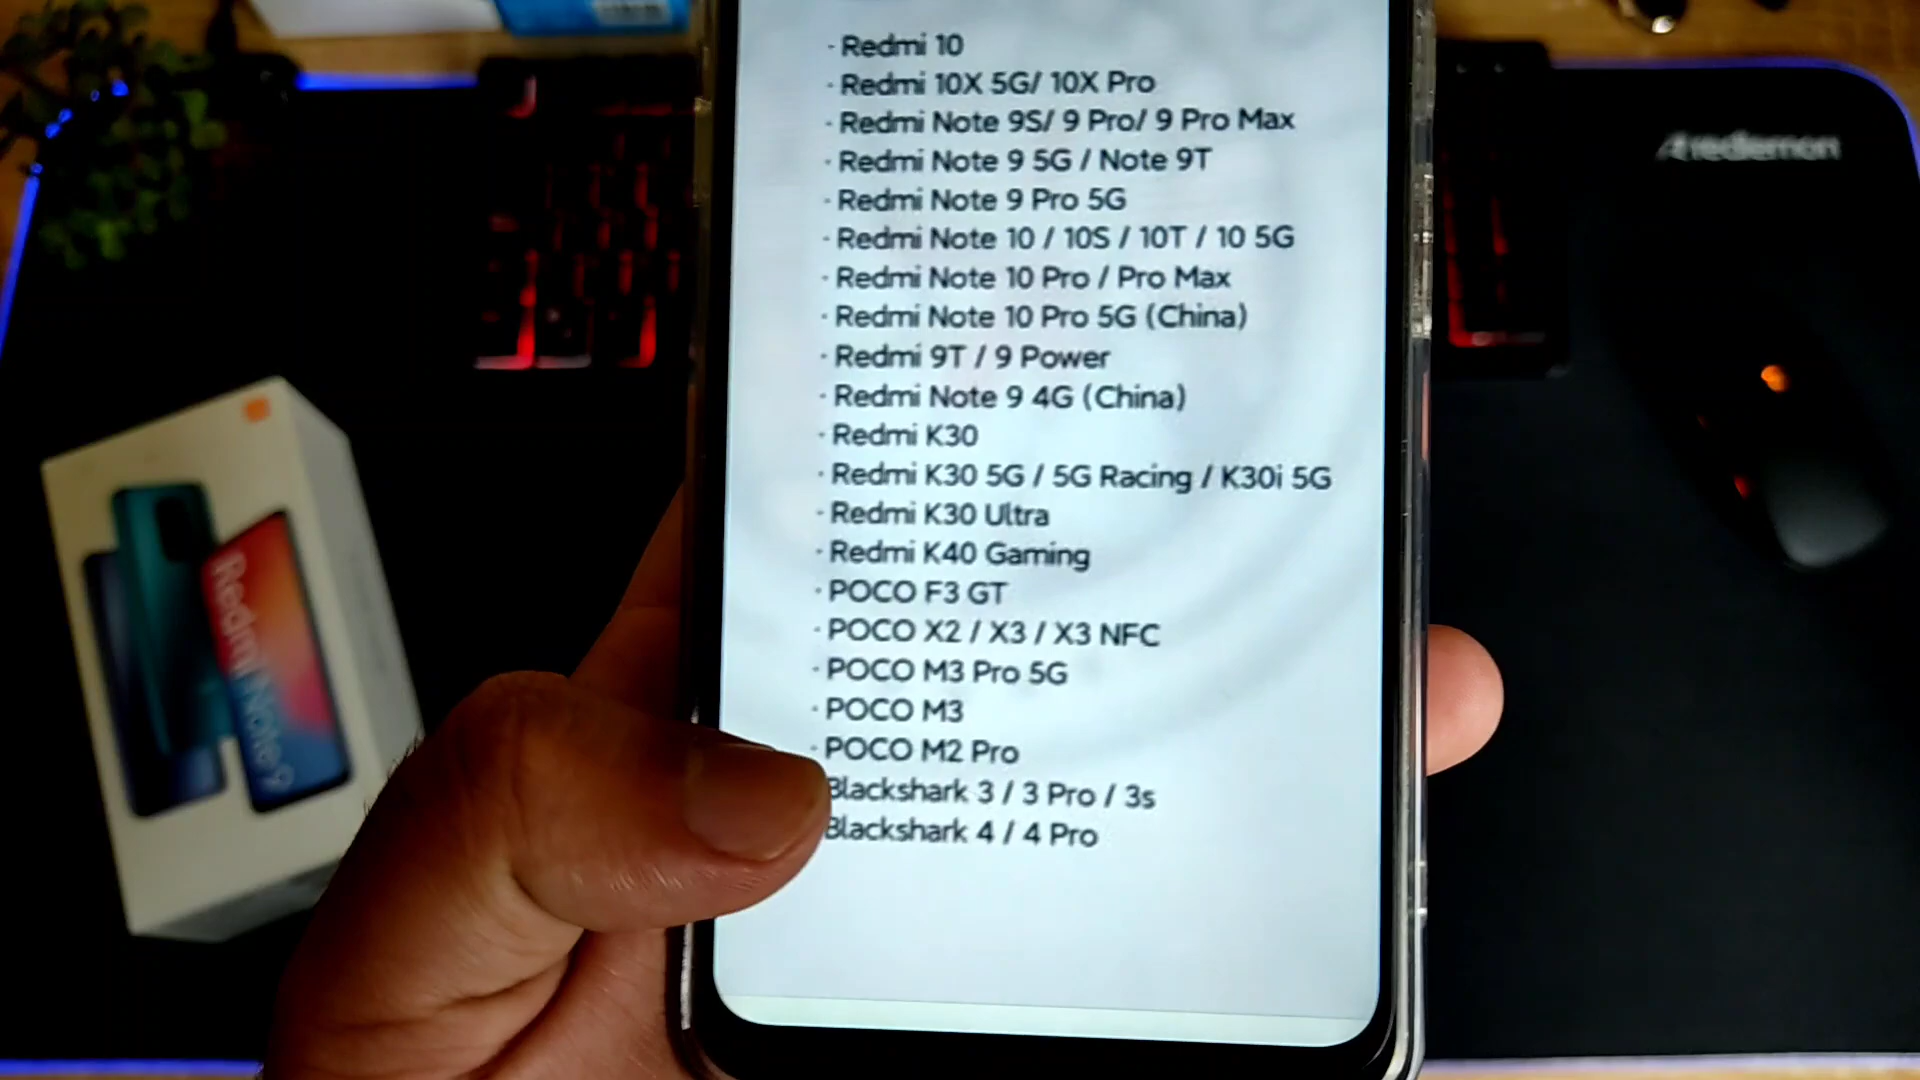 · Redmi 10
· Redmi 10X 5G/ 10X Pro
· Redmi Note 9S/ 9 Pro/ 9 Pro Max
· Redmi Note 9 5G / Note 9T
· Redmi Note 9 Pro 5G
· Redmi Note 10 / 10S / 10T / 10 5G
· Redmi Note 10 Pro / Pro Max
· Redmi Note 10 Pro 5G (China)
· Redmi 9T / 9 Power
· Redmi Note 9 4G (China)
· Redmi K30
· Redmi K30 5G / 5G Racing / K30i 5G
· Redmi K30 Ultra
· Redmi K40 Gaming
· POCO F3 GT
· POCO X2 / X3 / X3 NFC
· POCO M3 Pro 5G
· POCO M3
· POCO M2 Pro
Blackshark 3 / 3 Pro / 3s
Blackshark 4 / 4 Pro
Redmi Note 9
redlemon